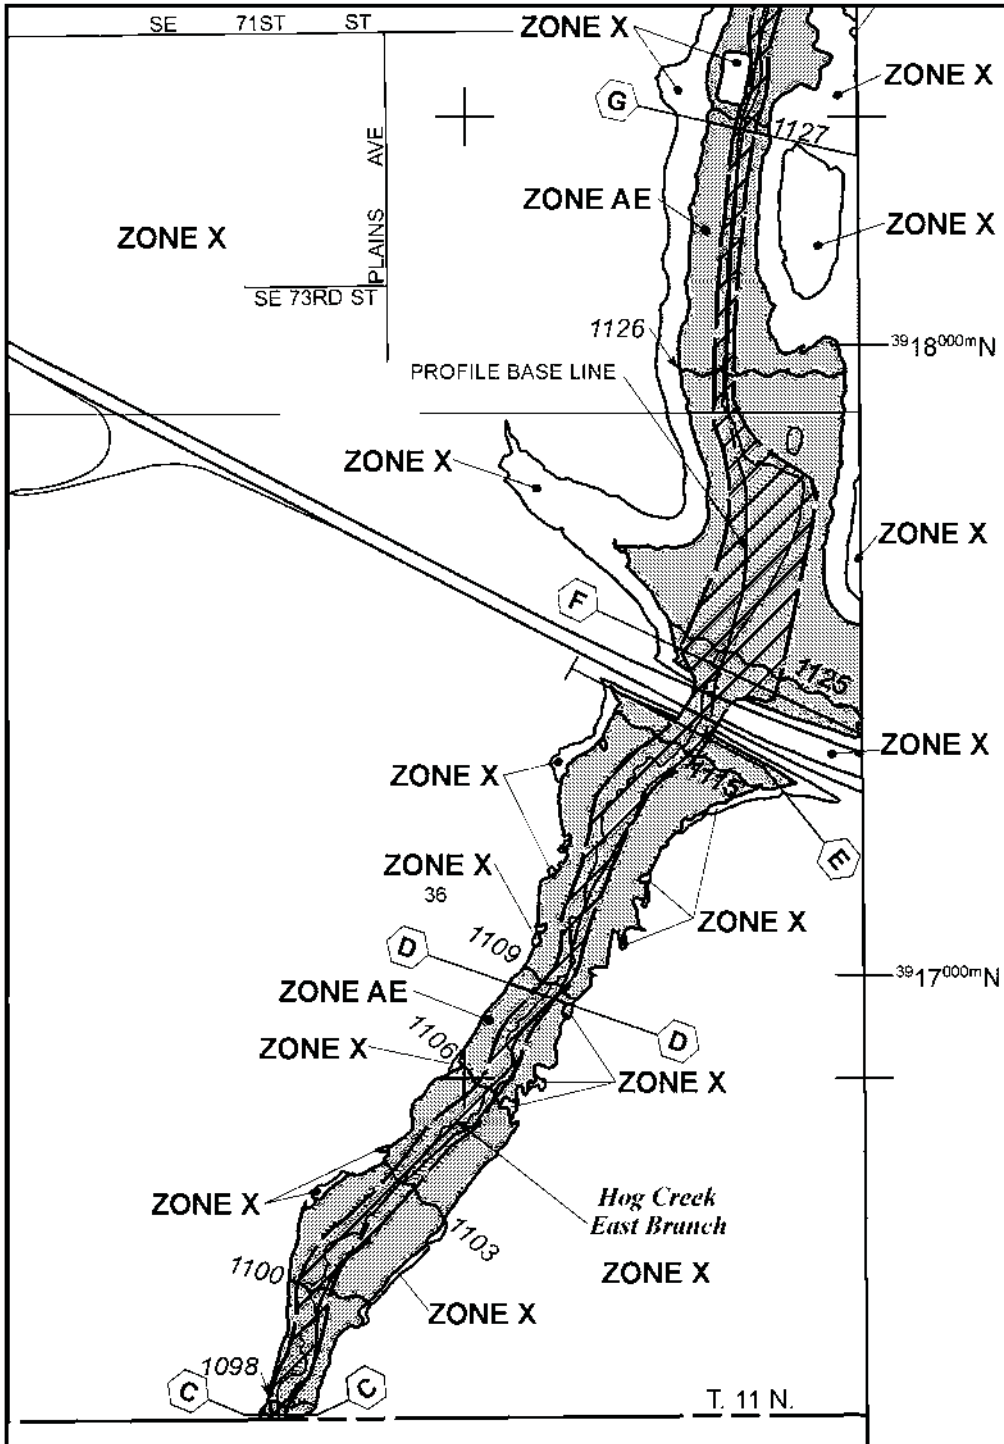 SE 71ST ST
ZONE X
ZONE X
G
1127
PLAINS AVE
ZONE AE
ZONE X
ZONE X
SE 73RD ST
1126
3918000mN
PROFILE BASE LINE
ZONE X
ZONE X
F
1125
ZONE X
ZONE X
1115
E
ZONE X
36
ZONE X
1109
D
3917000mN
ZONE AE
1106
D
ZONE X
ZONE X
ZONE X
Hog Creek
East Branch
1103
1100
ZONE X
ZONE X
1098
C
C
T. 11 N.